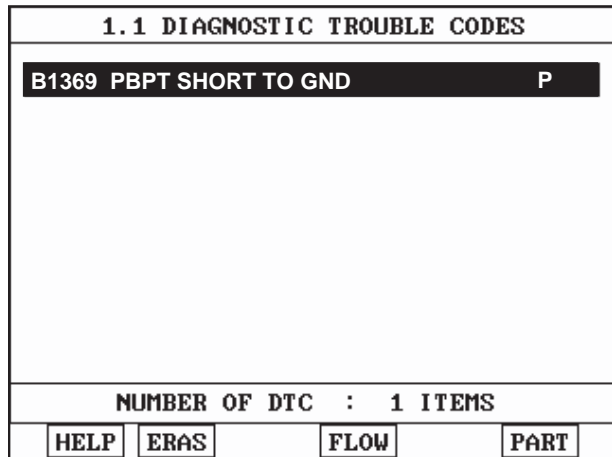 1.1 DIAGNOSTIC TROUBLE CODES
B1369 PBPT SHORT TO GND P
NUMBER OF DTC : 1 ITEMS
HELP ERAS FLOW PART